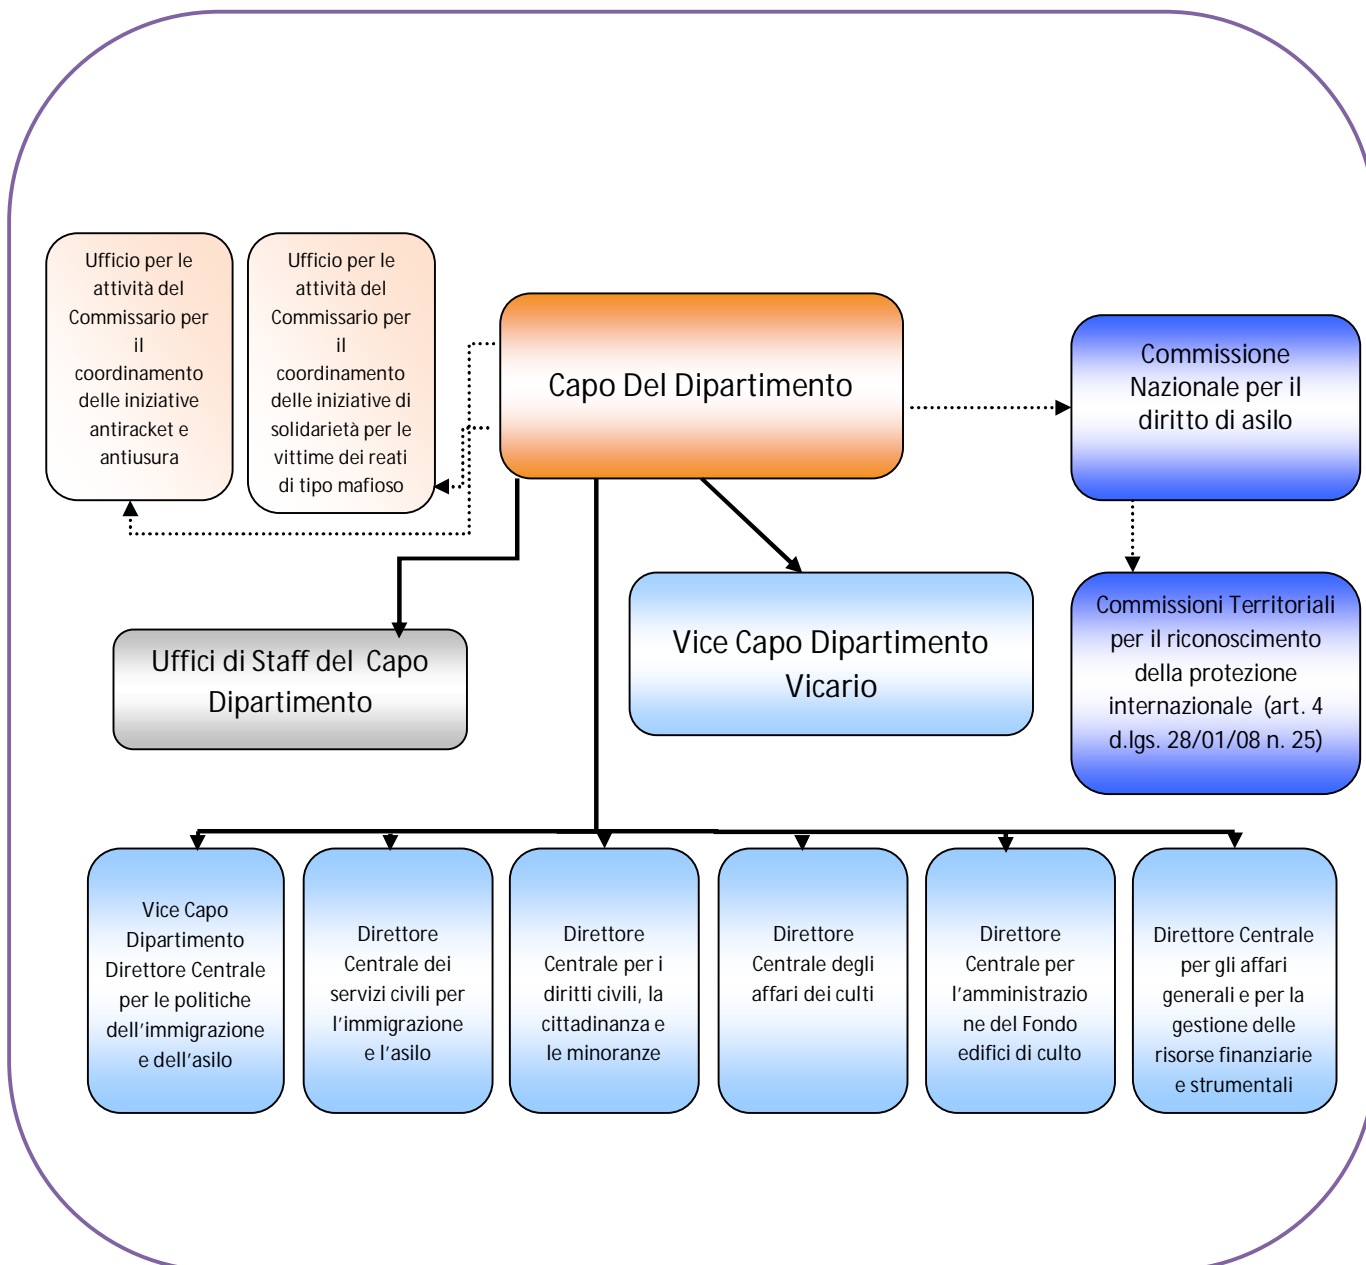 Ufficio per le
attività del
Commissario per
il
coordinamento
delle iniziative
antiracket e
antiusura
Ufficio per le
attività del
Commissario per
il
coordinamento
delle iniziative di
solidarietà per le
vittime dei reati
di tipo mafioso
Capo Del Dipartimento
Commissione
Nazionale per il
diritto di asilo
Uffici di Staff del Capo
Dipartimento
Vice Capo Dipartimento
Vicario
Commissioni Territoriali
per il riconoscimento
della protezione
internazionale (art. 4
d.lgs. 28/01/08 n. 25)
Vice Capo
Dipartimento
Direttore Centrale
per le politiche
dell'immigrazione
e dell'asilo
Direttore
Centrale dei
servizi civili per
l'immigrazione
e l'asilo
Direttore
Centrale per i
diritti civili, la
cittadinanza e
le minoranze
Direttore
Centrale degli
affari dei culti
Direttore
Centrale per
l'amministrazio
ne del Fondo
edifici di culto
Direttore Centrale
per gli affari
generali e per la
gestione delle
risorse finanziarie
e strumentali